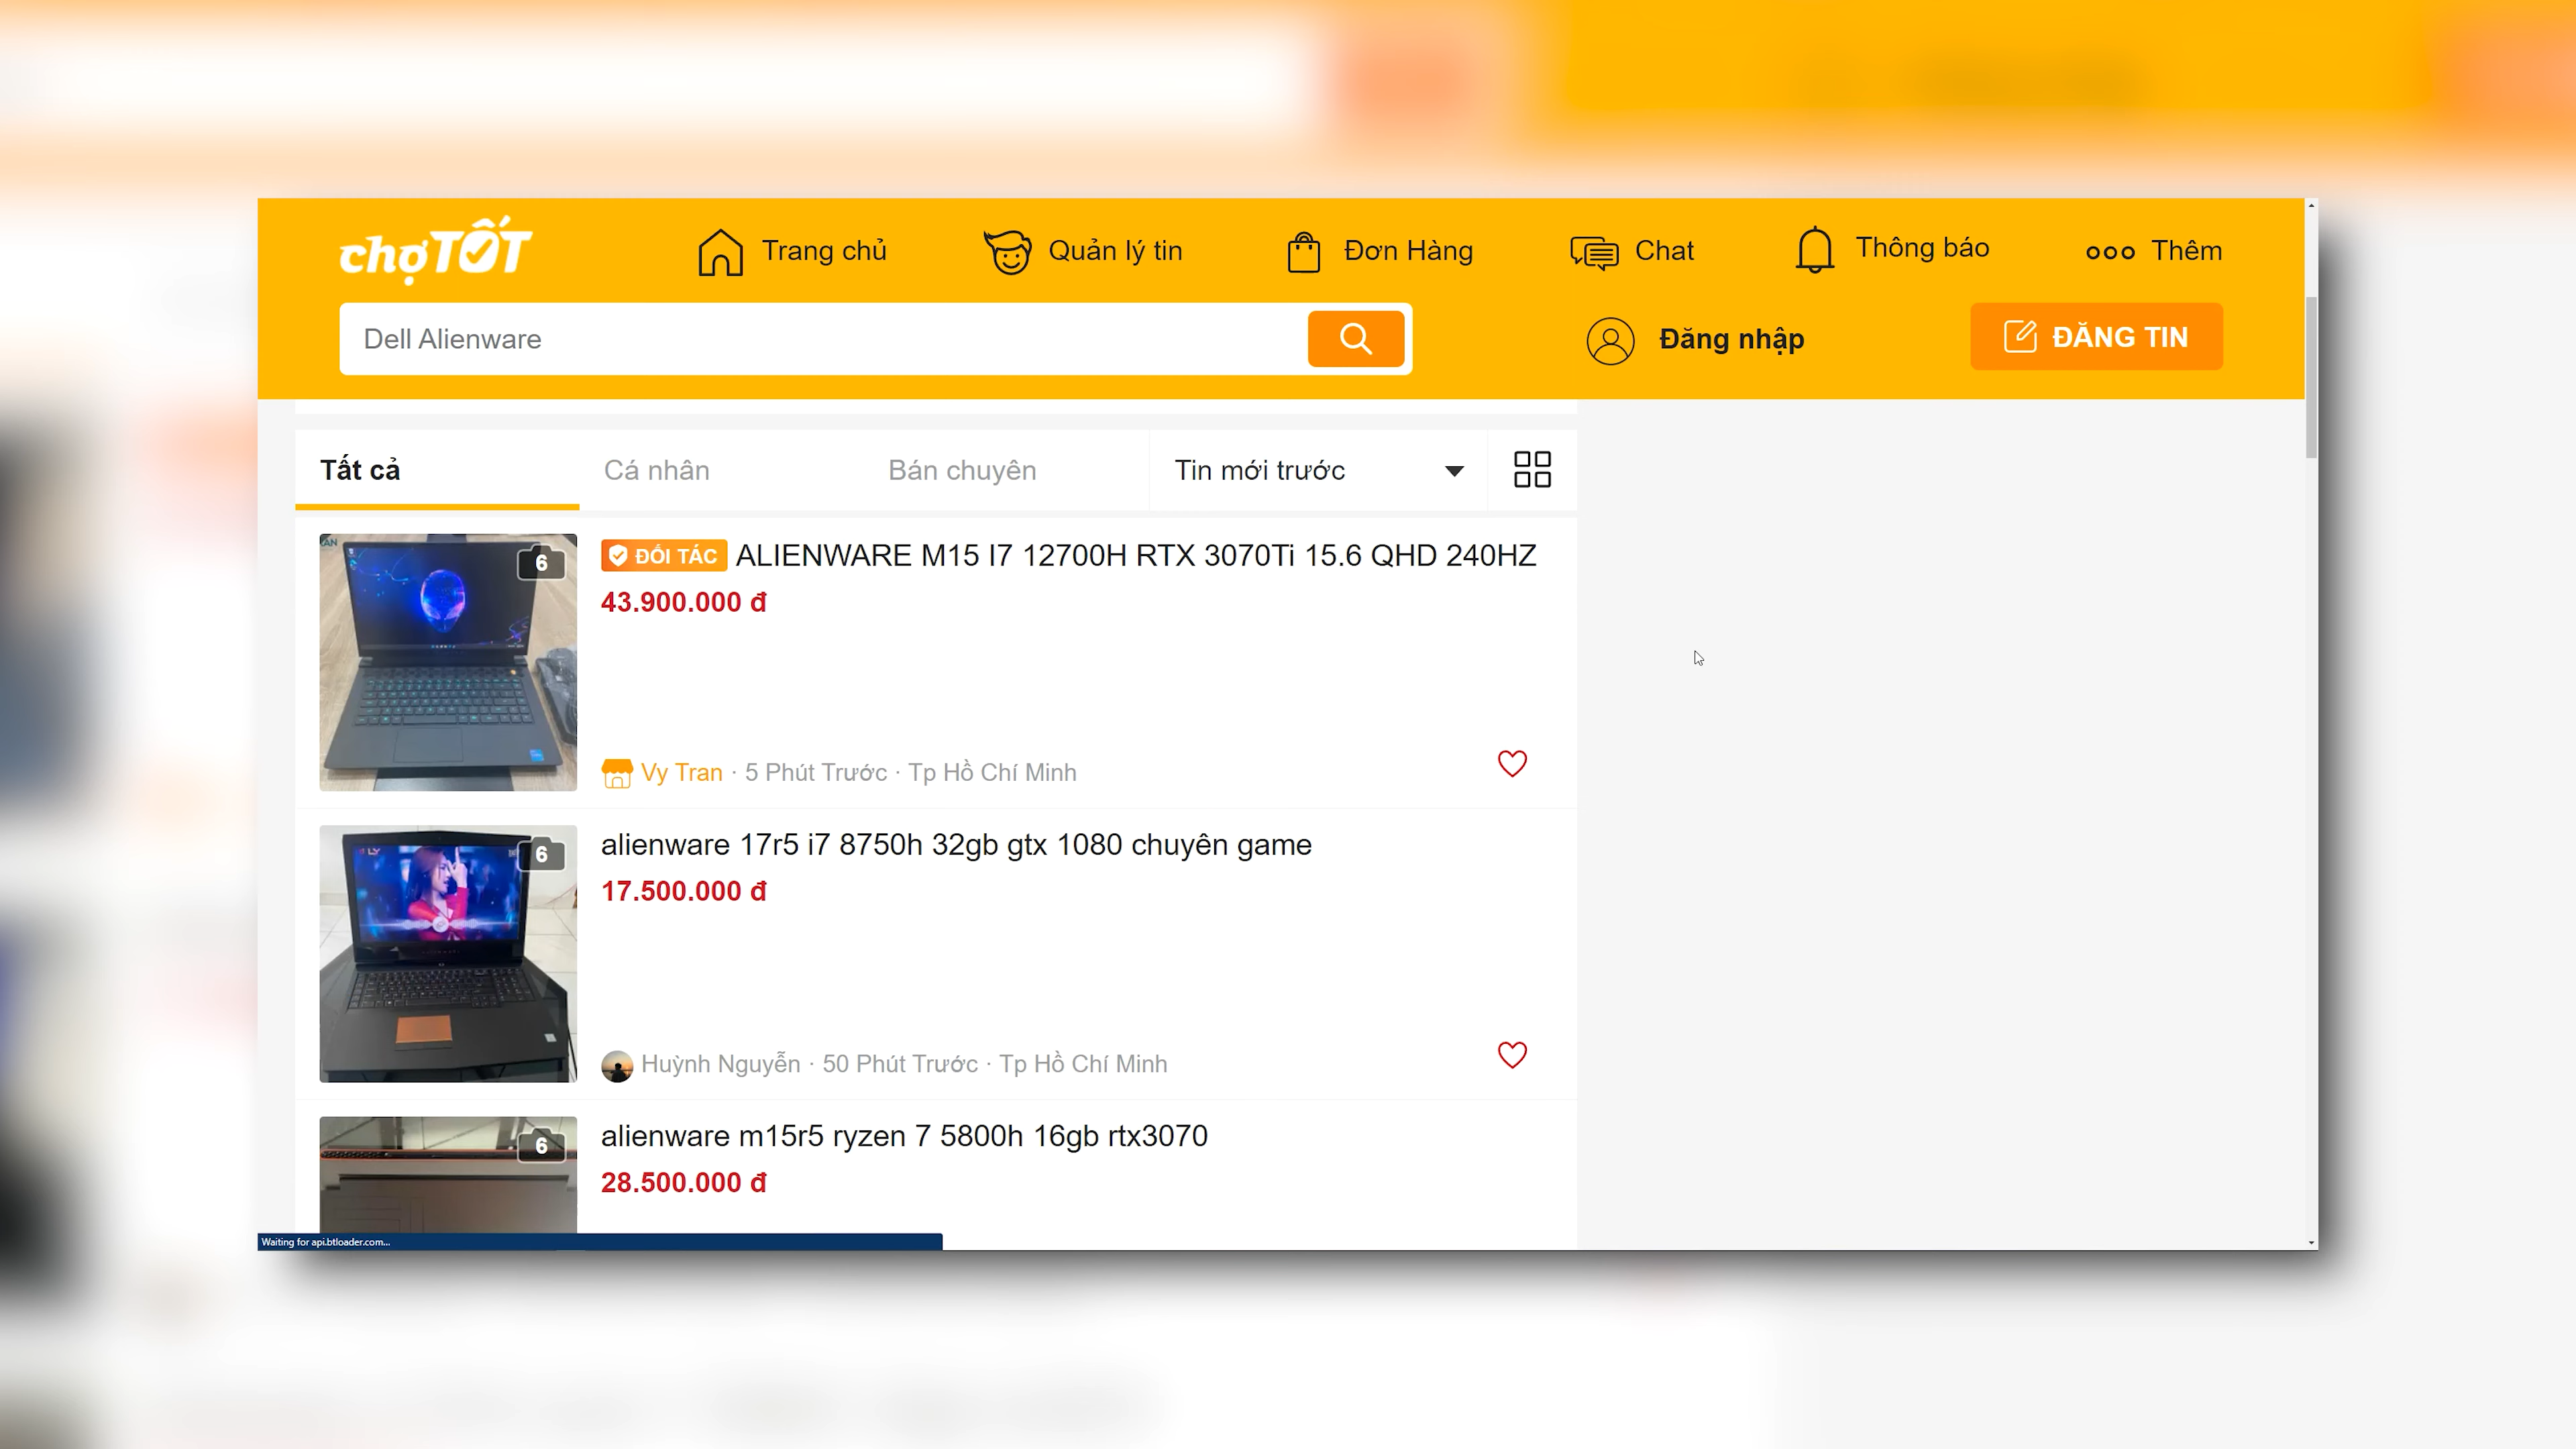 chợTỐT
Trang chủ
Quản lý tin
Đơn Hàng
Chat
Thông báo
Thêm
Dell Alienware
Đăng nhập
ĐĂNG TIN
Tất cả
Cá nhân
Bán chuyên
Tin mới trước
6
ĐỐI TÁC ALIENWARE M15 I7 12700H RTX 3070Ti 15.6 QHD 240HZ
43.900.000 đ
Vy Tran · 5 Phút Trước · Tp Hồ Chí Minh
6
alienware 17r5 i7 8750h 32gb gtx 1080 chuyên game
17.500.000 đ
Huỳnh Nguyễn · 50 Phút Trước · Tp Hồ Chí Minh
6
alienware m15r5 ryzen 7 5800h 16gb rtx3070
28.500.000 đ
Waiting for api.btloader.com...